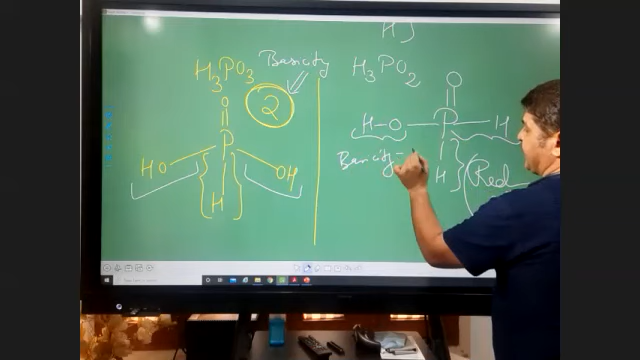 H)
H3PO3
Basicity
2
O
P
HO
OH
H
H3PO2
O
H-O
P
H
H
Basicity-
Red